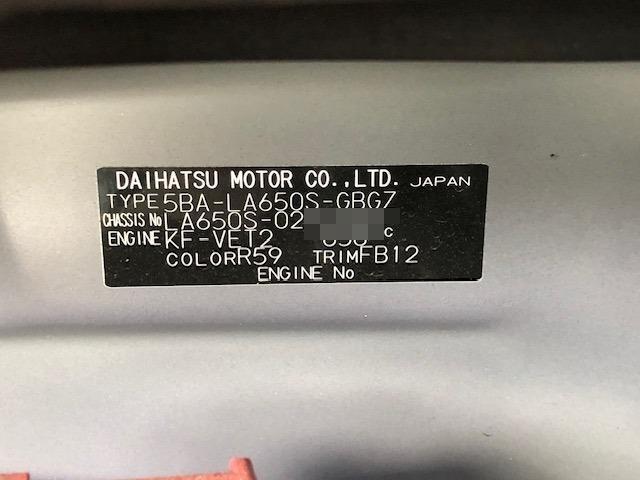 DAIHATSU MOTOR CO.,LTD. JAPAN
TYPE 5BA-LA650S-GBGZ
CHASSIS No LA650S-02
ENGINE KF-VET2 cc
COLOR R59 TRIM FB12
ENGINE No